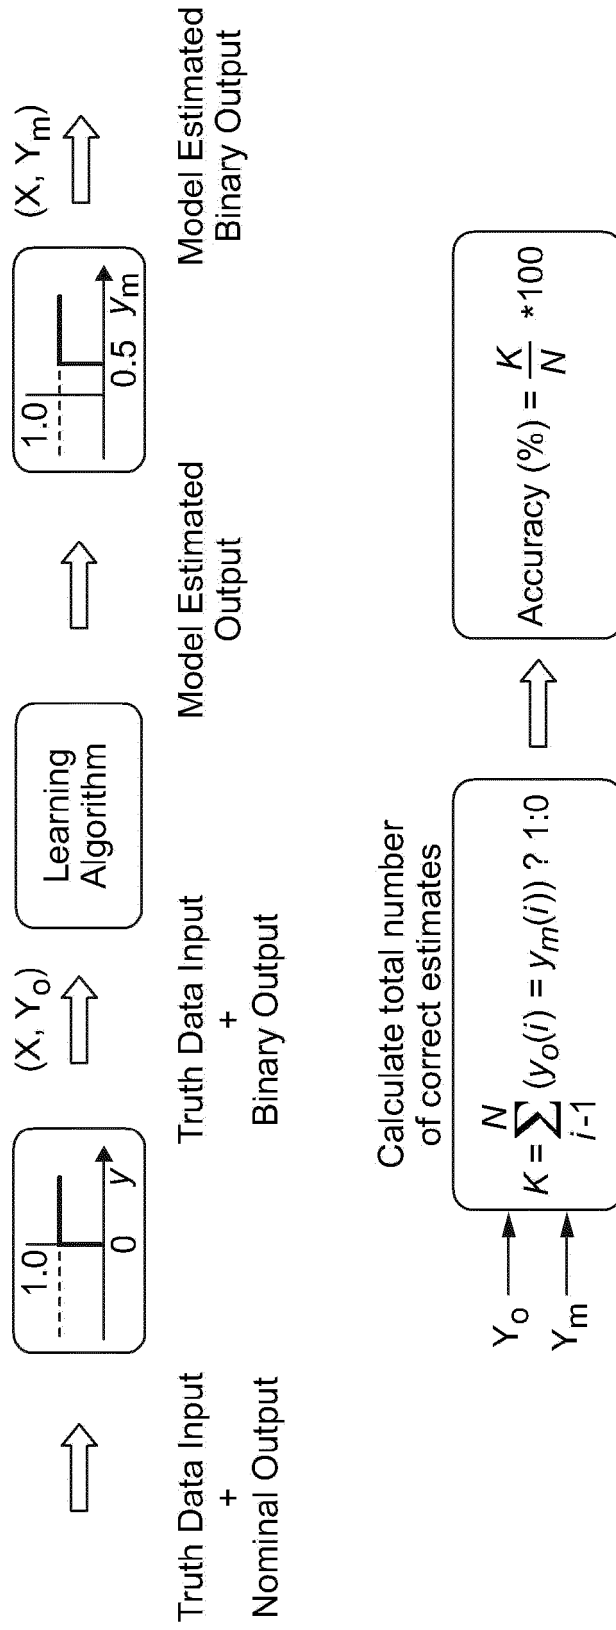 Truth Data Input
+
Nominal Output
1.0
0
y
(X, Yo)
Truth Data Input
+
Binary Output
Learning
Algorithm
Model Estimated
Output
1.0
0.5 ym
(X, Ym)
Model Estimated
Binary Output
Yo
Ym
Calculate total number
of correct estimates
N
K = ∑ (yo(i) = ym(i)) ? 1:0
i-1
Accuracy (%) = K/N *100